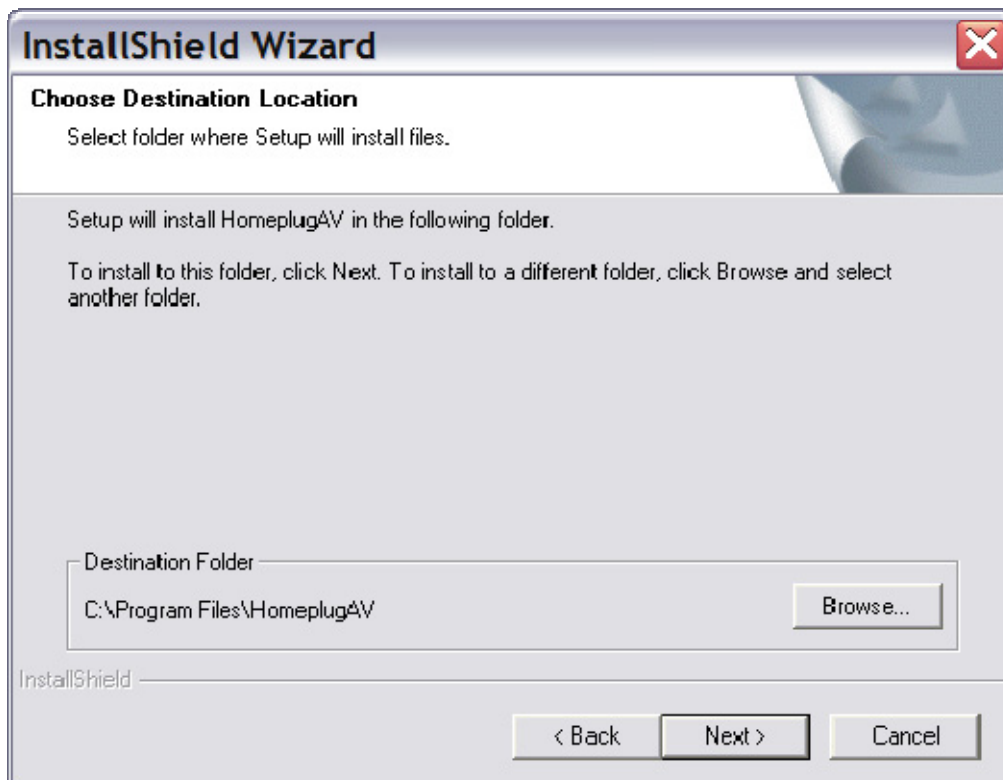 InstallShield Wizard
Choose Destination Location
Select folder where Setup will install files.
Setup will install HomeplugAV in the following folder.
To install to this folder, click Next. To install to a different folder, click Browse and select
another folder.
Destination Folder
C:\Program Files\HomeplugAV
Browse...
InstallShield
< Back
Next >
Cancel